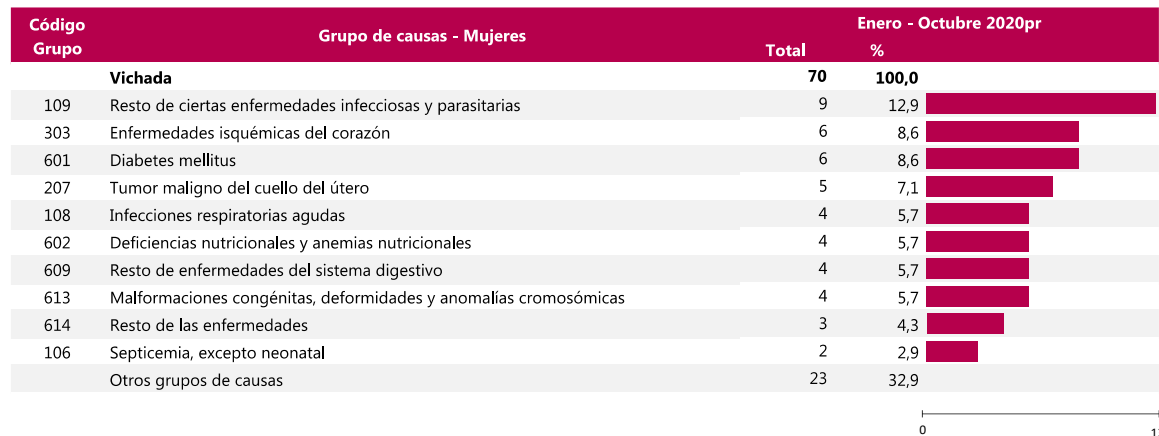 Código Grupo Grupo de causas - Mujeres Enero - Octubre 2020pr
Total %
Vichada 70 100,0
109 Resto de ciertas enfermedades infecciosas y parasitarias 9 12,9
303 Enfermedades isquémicas del corazón 6 8,6
601 Diabetes mellitus 6 8,6
207 Tumor maligno del cuello del útero 5 7,1
108 Infecciones respiratorias agudas 4 5,7
602 Deficiencias nutricionales y anemias nutricionales 4 5,7
609 Resto de enfermedades del sistema digestivo 4 5,7
613 Malformaciones congénitas, deformidades y anomalías cromosómicas 4 5,7
614 Resto de las enfermedades 3 4,3
106 Septicemia, excepto neonatal 2 2,9
Otros grupos de causas 23 32,9
0